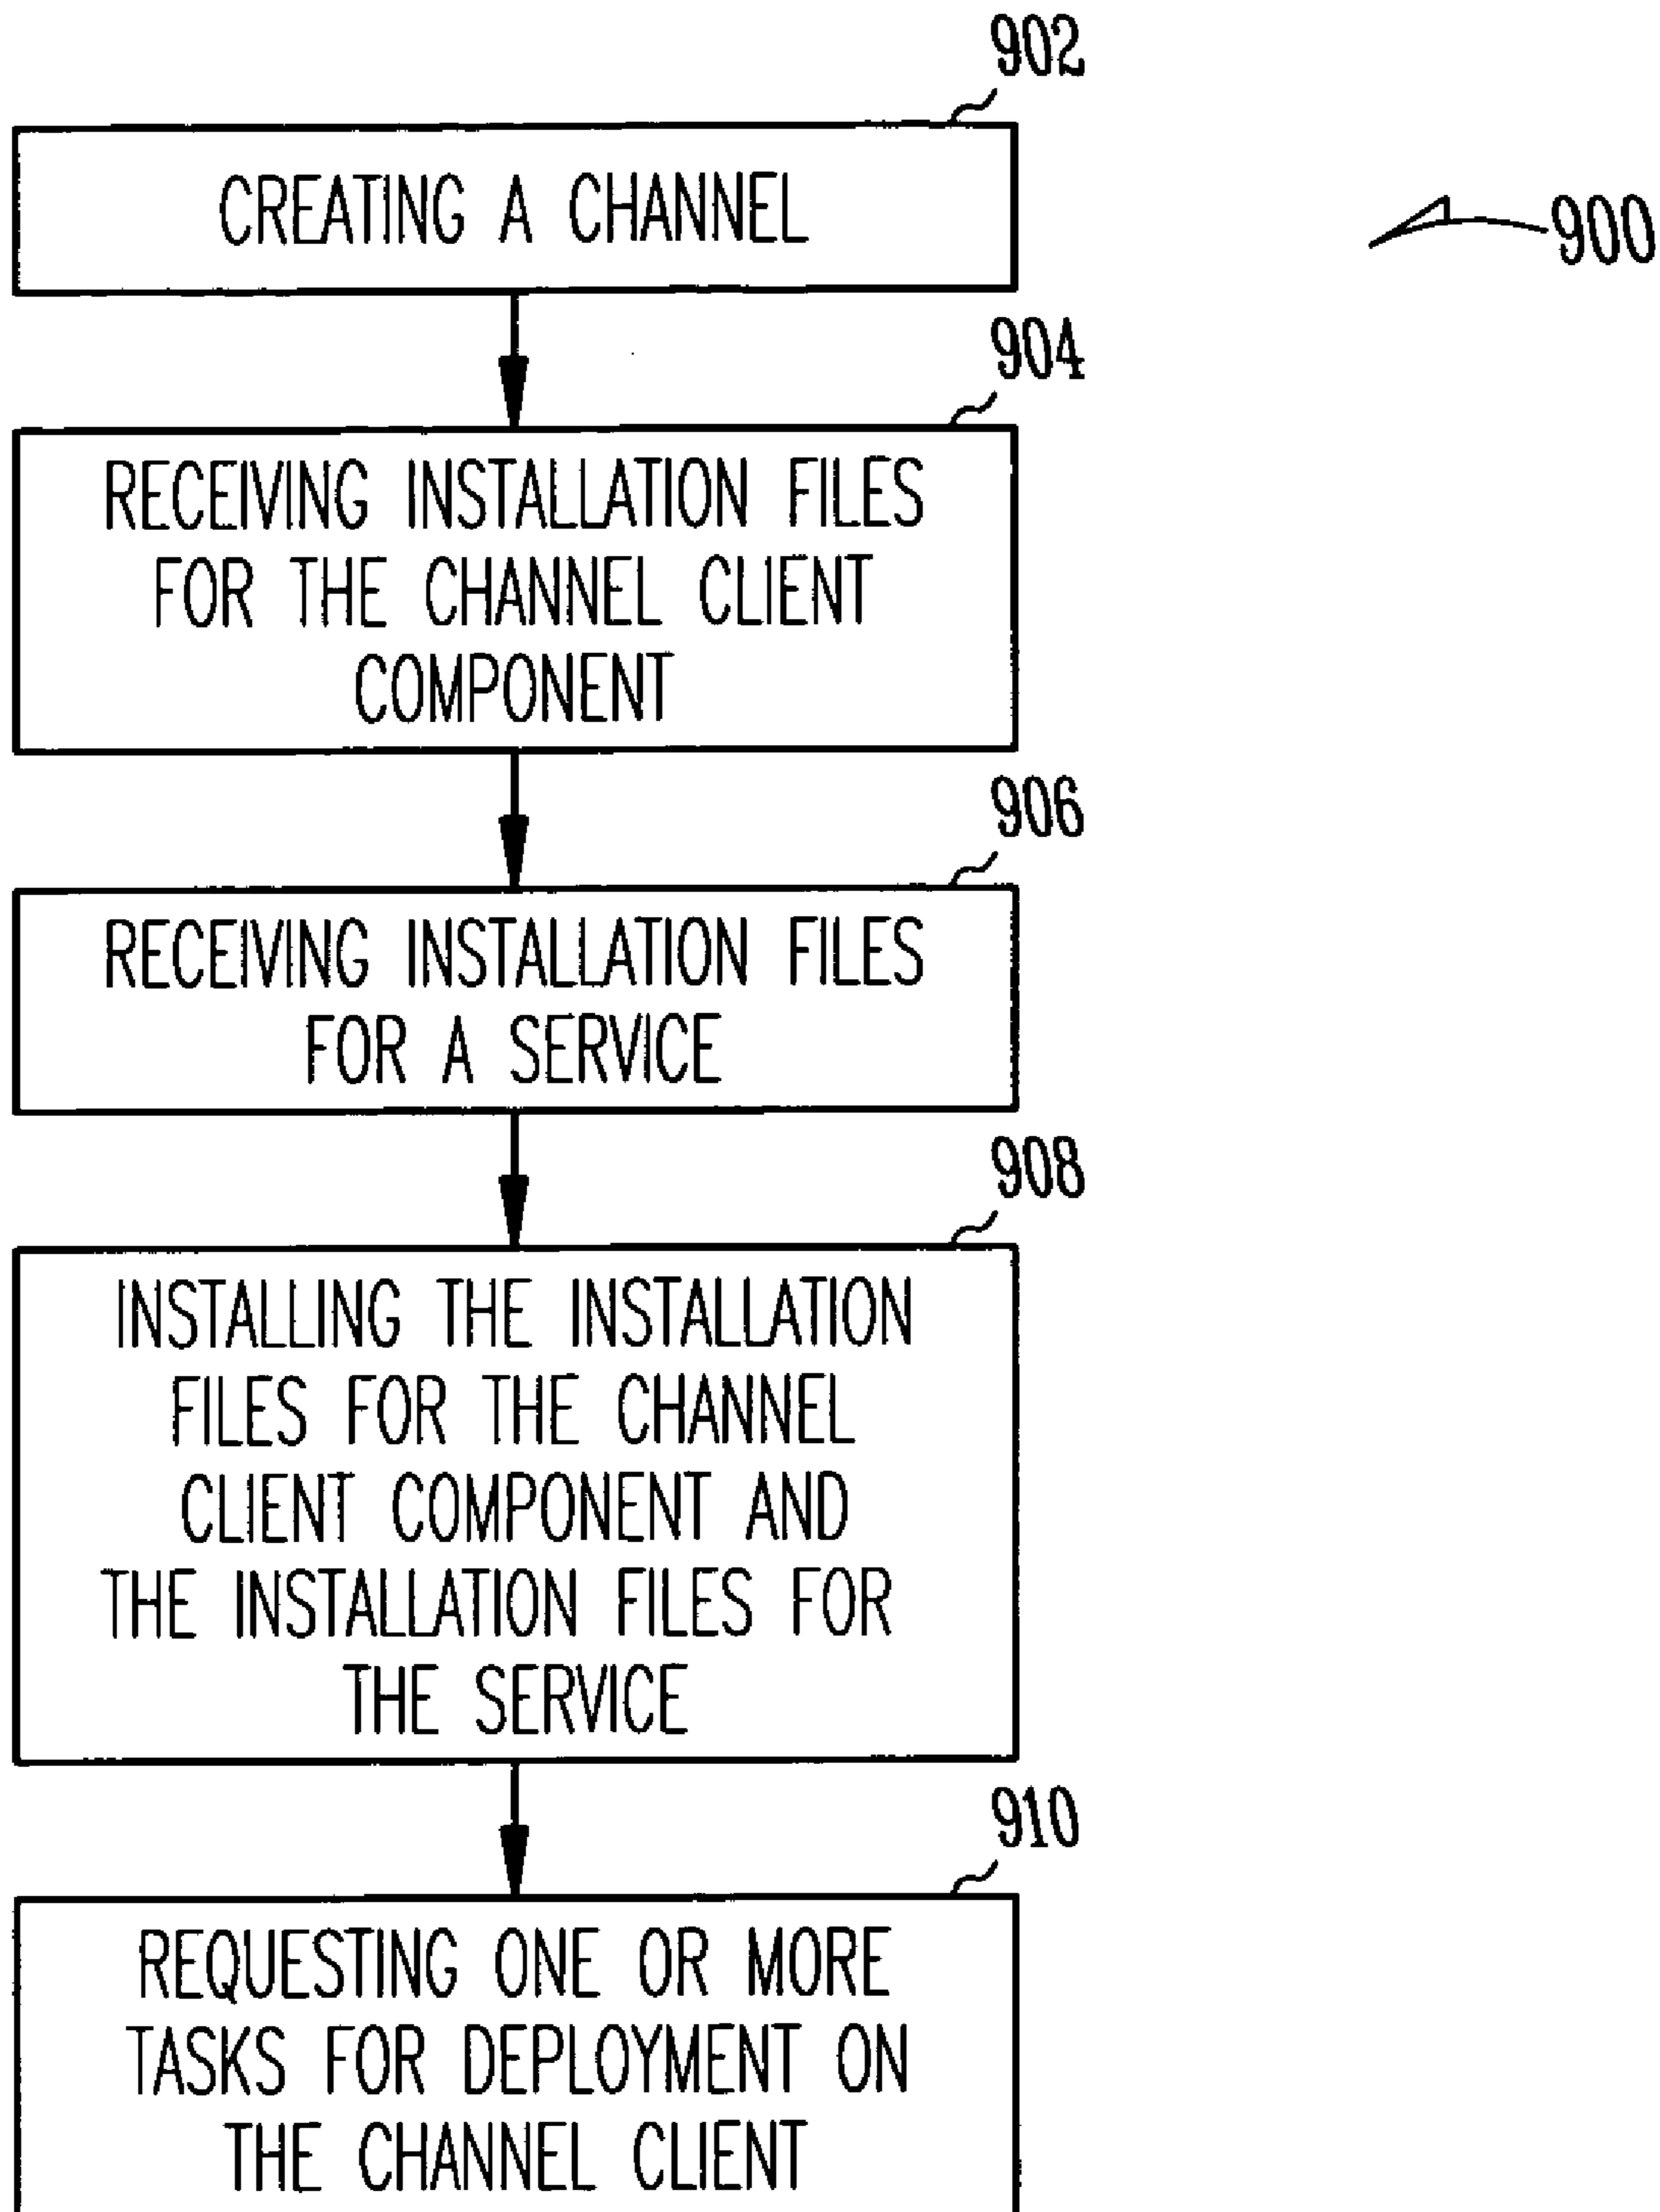 902
CREATING A CHANNEL
900
904
RECEIVING INSTALLATION FILES
FOR THE CHANNEL CLIENT
COMPONENT
906
RECEIVING INSTALLATION FILES
FOR A SERVICE
908
INSTALLING THE INSTALLATION
FILES FOR THE CHANNEL
CLIENT COMPONENT AND
THE INSTALLATION FILES FOR
THE SERVICE
910
REQUESTING ONE OR MORE
TASKS FOR DEPLOYMENT ON
THE CHANNEL CLIENT